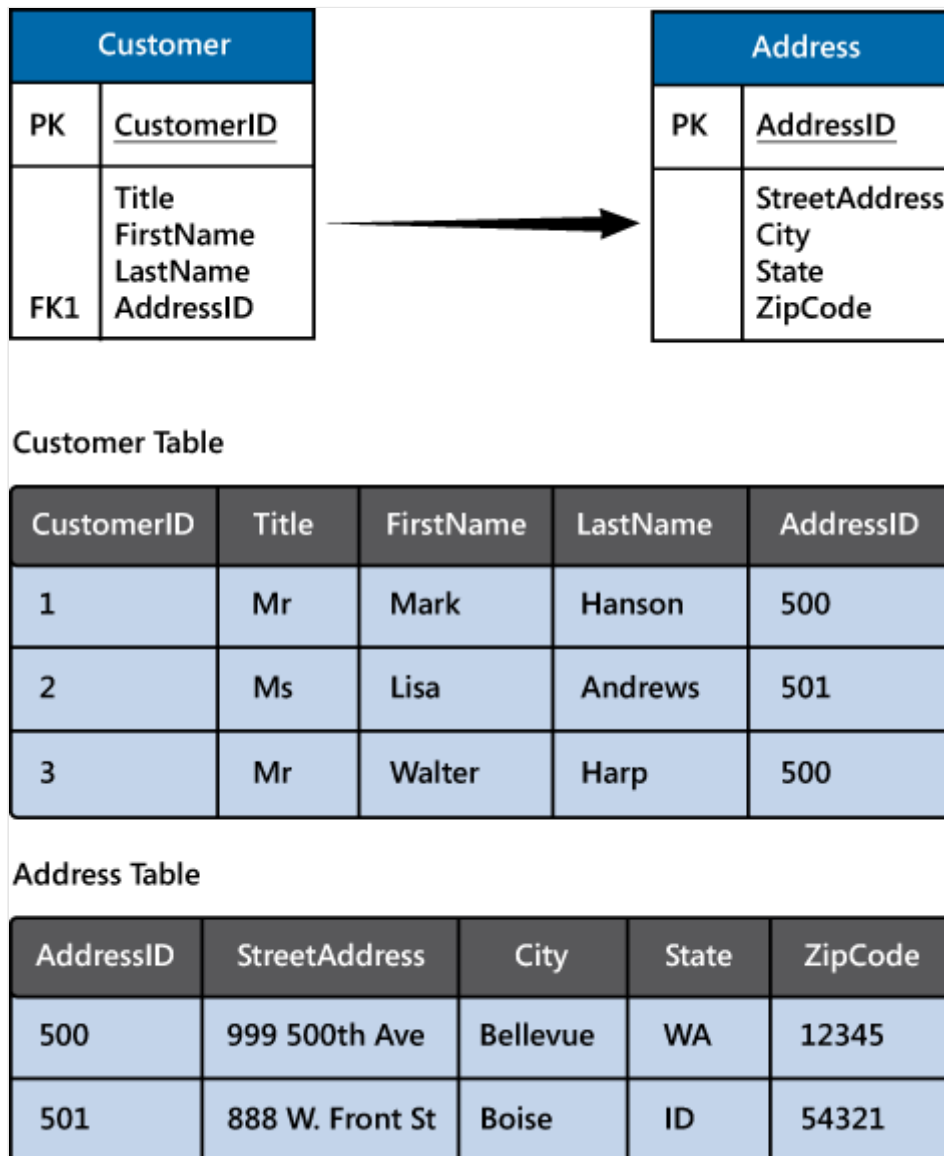 Customer
PK CustomerID
Title
FirstName
LastName
FK1 AddressID
Address
PK AddressID
StreetAddress
City
State
ZipCode
Customer Table
CustomerID Title FirstName LastName AddressID
1 Mr Mark Hanson 500
2 Ms Lisa Andrews 501
3 Mr Walter Harp 500
Address Table
AddressID StreetAddress City State ZipCode
500 999 500th Ave Bellevue WA 12345
501 888 W. Front St Boise ID 54321